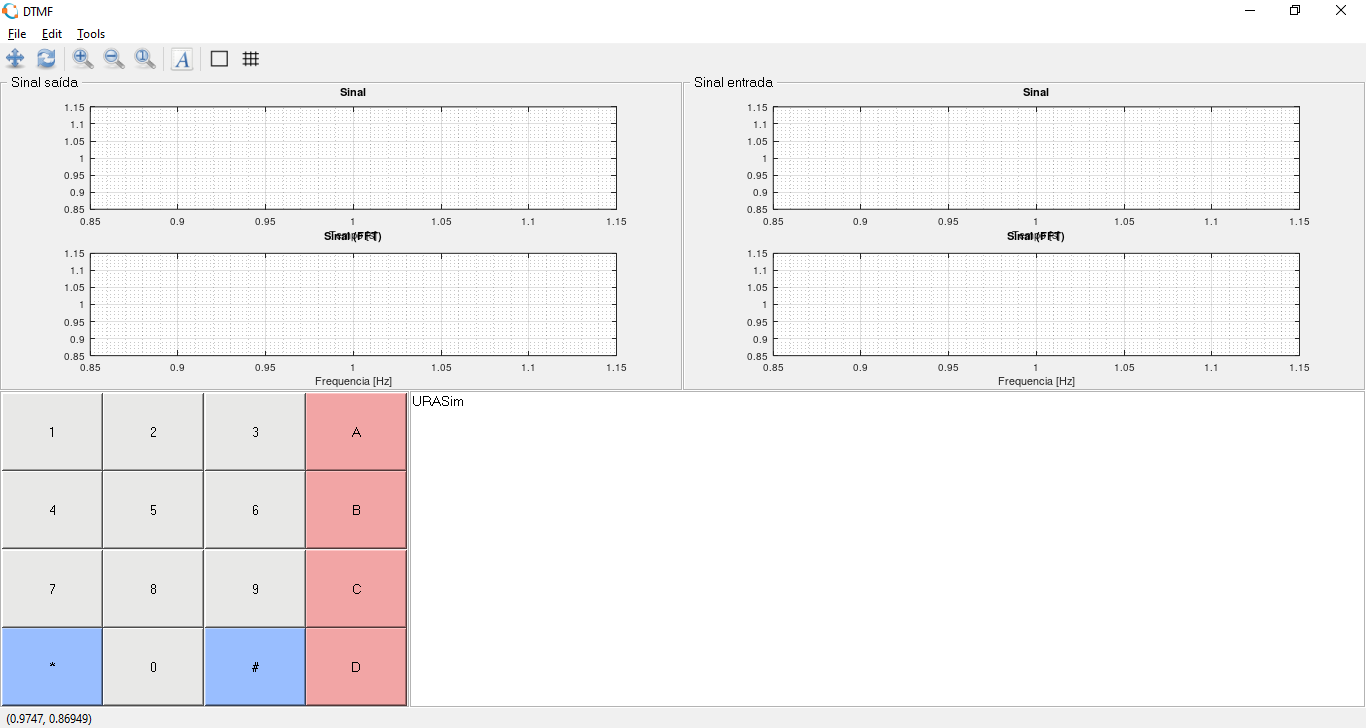 DTMF
File Edit Tools
A
Sinal saída
Sinal
1.15
1.1
1.05
1
0.95
0.9
0.85
0.85 0.9 0.95 1 1.05 1.1 1.15
Sinal (FFT)
1.15
1.1
1.05
1
0.95
0.9
0.85
0.85 0.9 0.95 1 1.05 1.1 1.15
Frequencia [Hz]
Sinal entrada
Sinal
1.15
1.1
1.05
1
0.95
0.9
0.85
0.85 0.9 0.95 1 1.05 1.1 1.15
Sinal (FFT)
1.15
1.1
1.05
1
0.95
0.9
0.85
0.85 0.9 0.95 1 1.05 1.1 1.15
Frequencia [Hz]
1 2 3 A
4 5 6 B
7 8 9 C
* 0 # D
URASim
(0.9747, 0.86949)